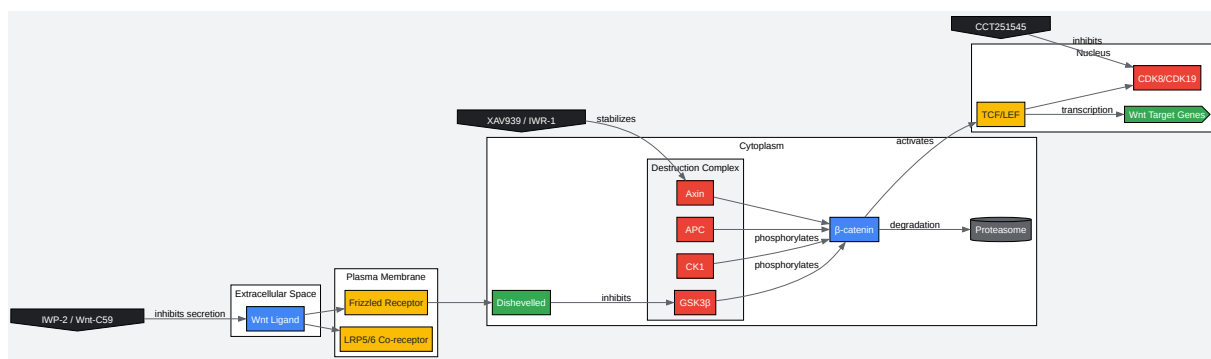 CCT251545
inhibits
Nucleus
CDK8/CDK19
XAV939 / IWR-1
stabilizes
TCF/LEF
transcription
Wnt Target Genes
activates
Cytoplasm
Destruction Complex
Axin
APC
phosphorylates
β-catenin
degradation
Proteasome
CK1
phosphorylates
Plasma Membrane
Extracellular Space
Frizzled Receptor
Dishevelled
inhibits
GSK3β
IWP-2 / Wnt-C59
inhibits secretion
Wnt Ligand
LRP5/6 Co-receptor